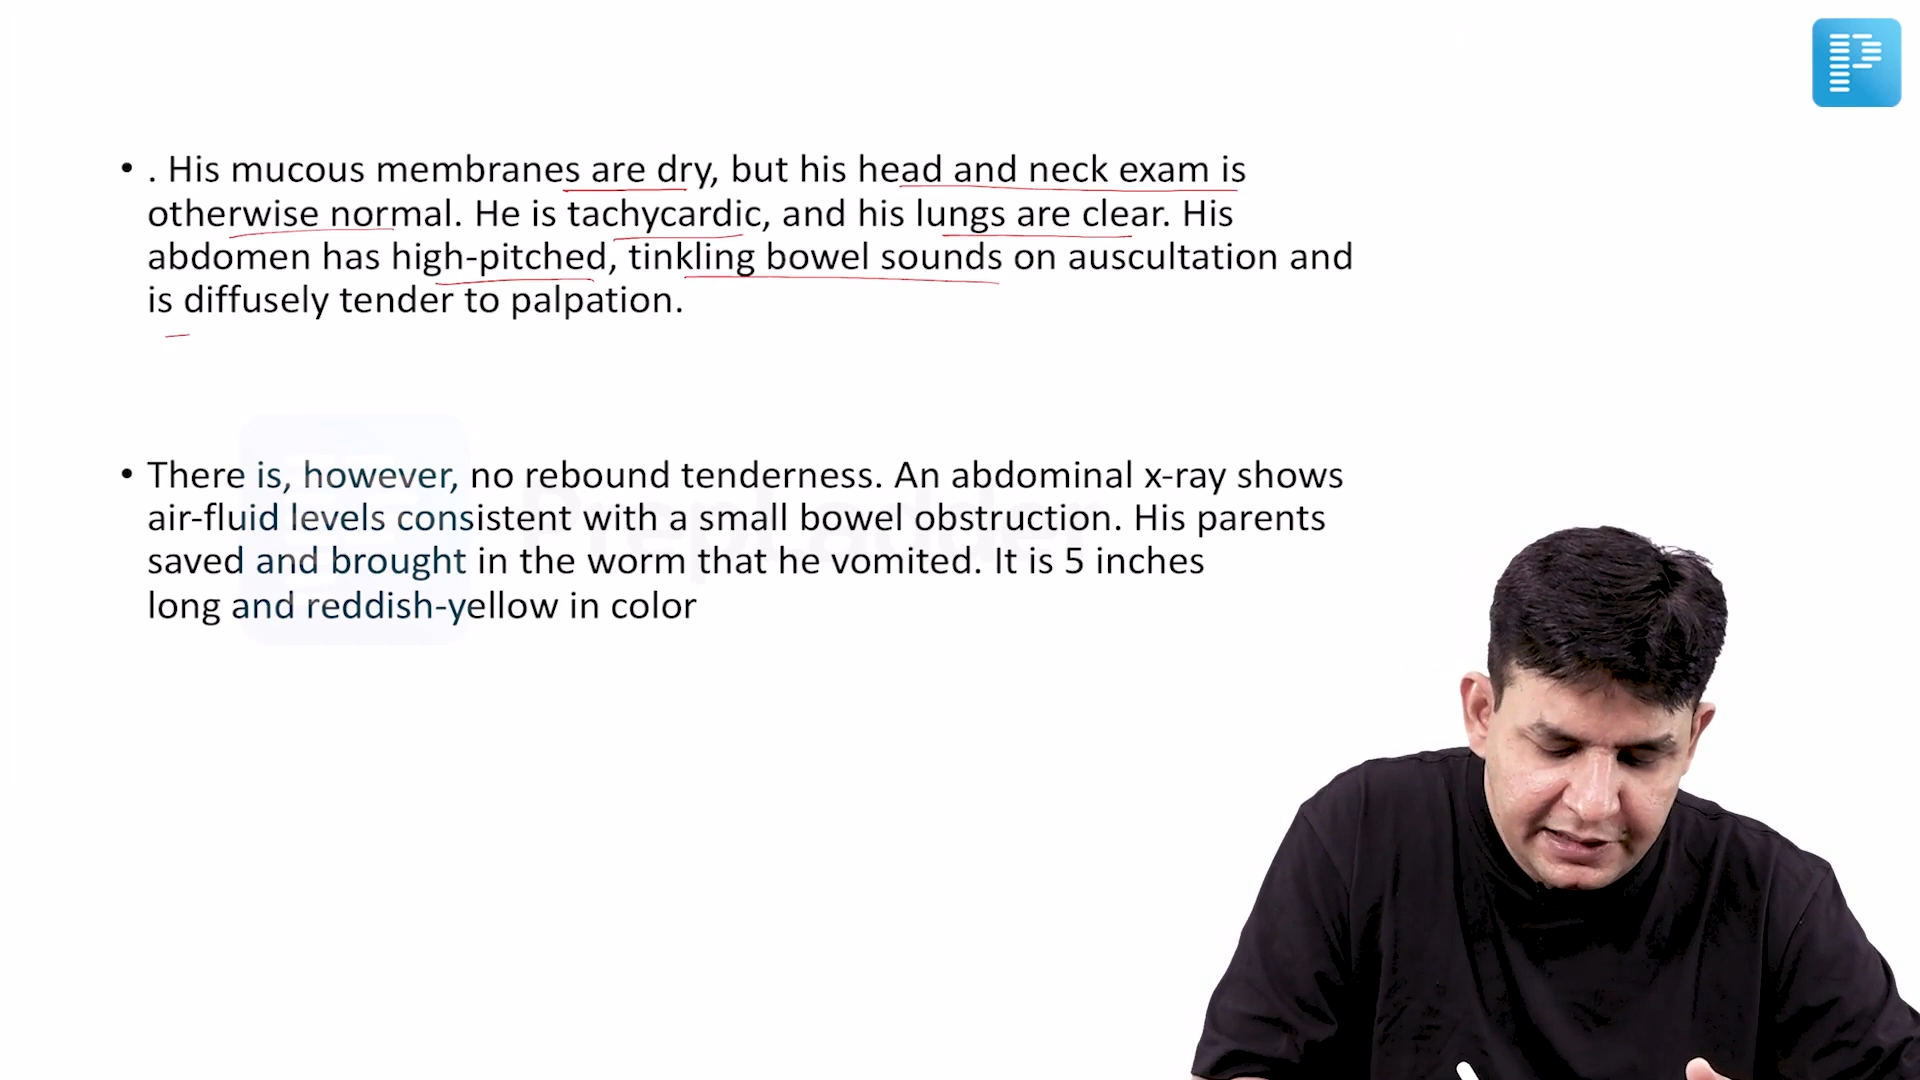 • . His mucous membranes are dry, but his head and neck exam is
otherwise normal. He is tachycardic, and his lungs are clear. His
abdomen has high-pitched, tinkling bowel sounds on auscultation and
is diffusely tender to palpation.
• There is, however, no rebound tenderness. An abdominal x-ray shows
air-fluid levels consistent with a small bowel obstruction. His parents
saved and brought in the worm that he vomited. It is 5 inches
long and reddish-yellow in color
PrepLadder